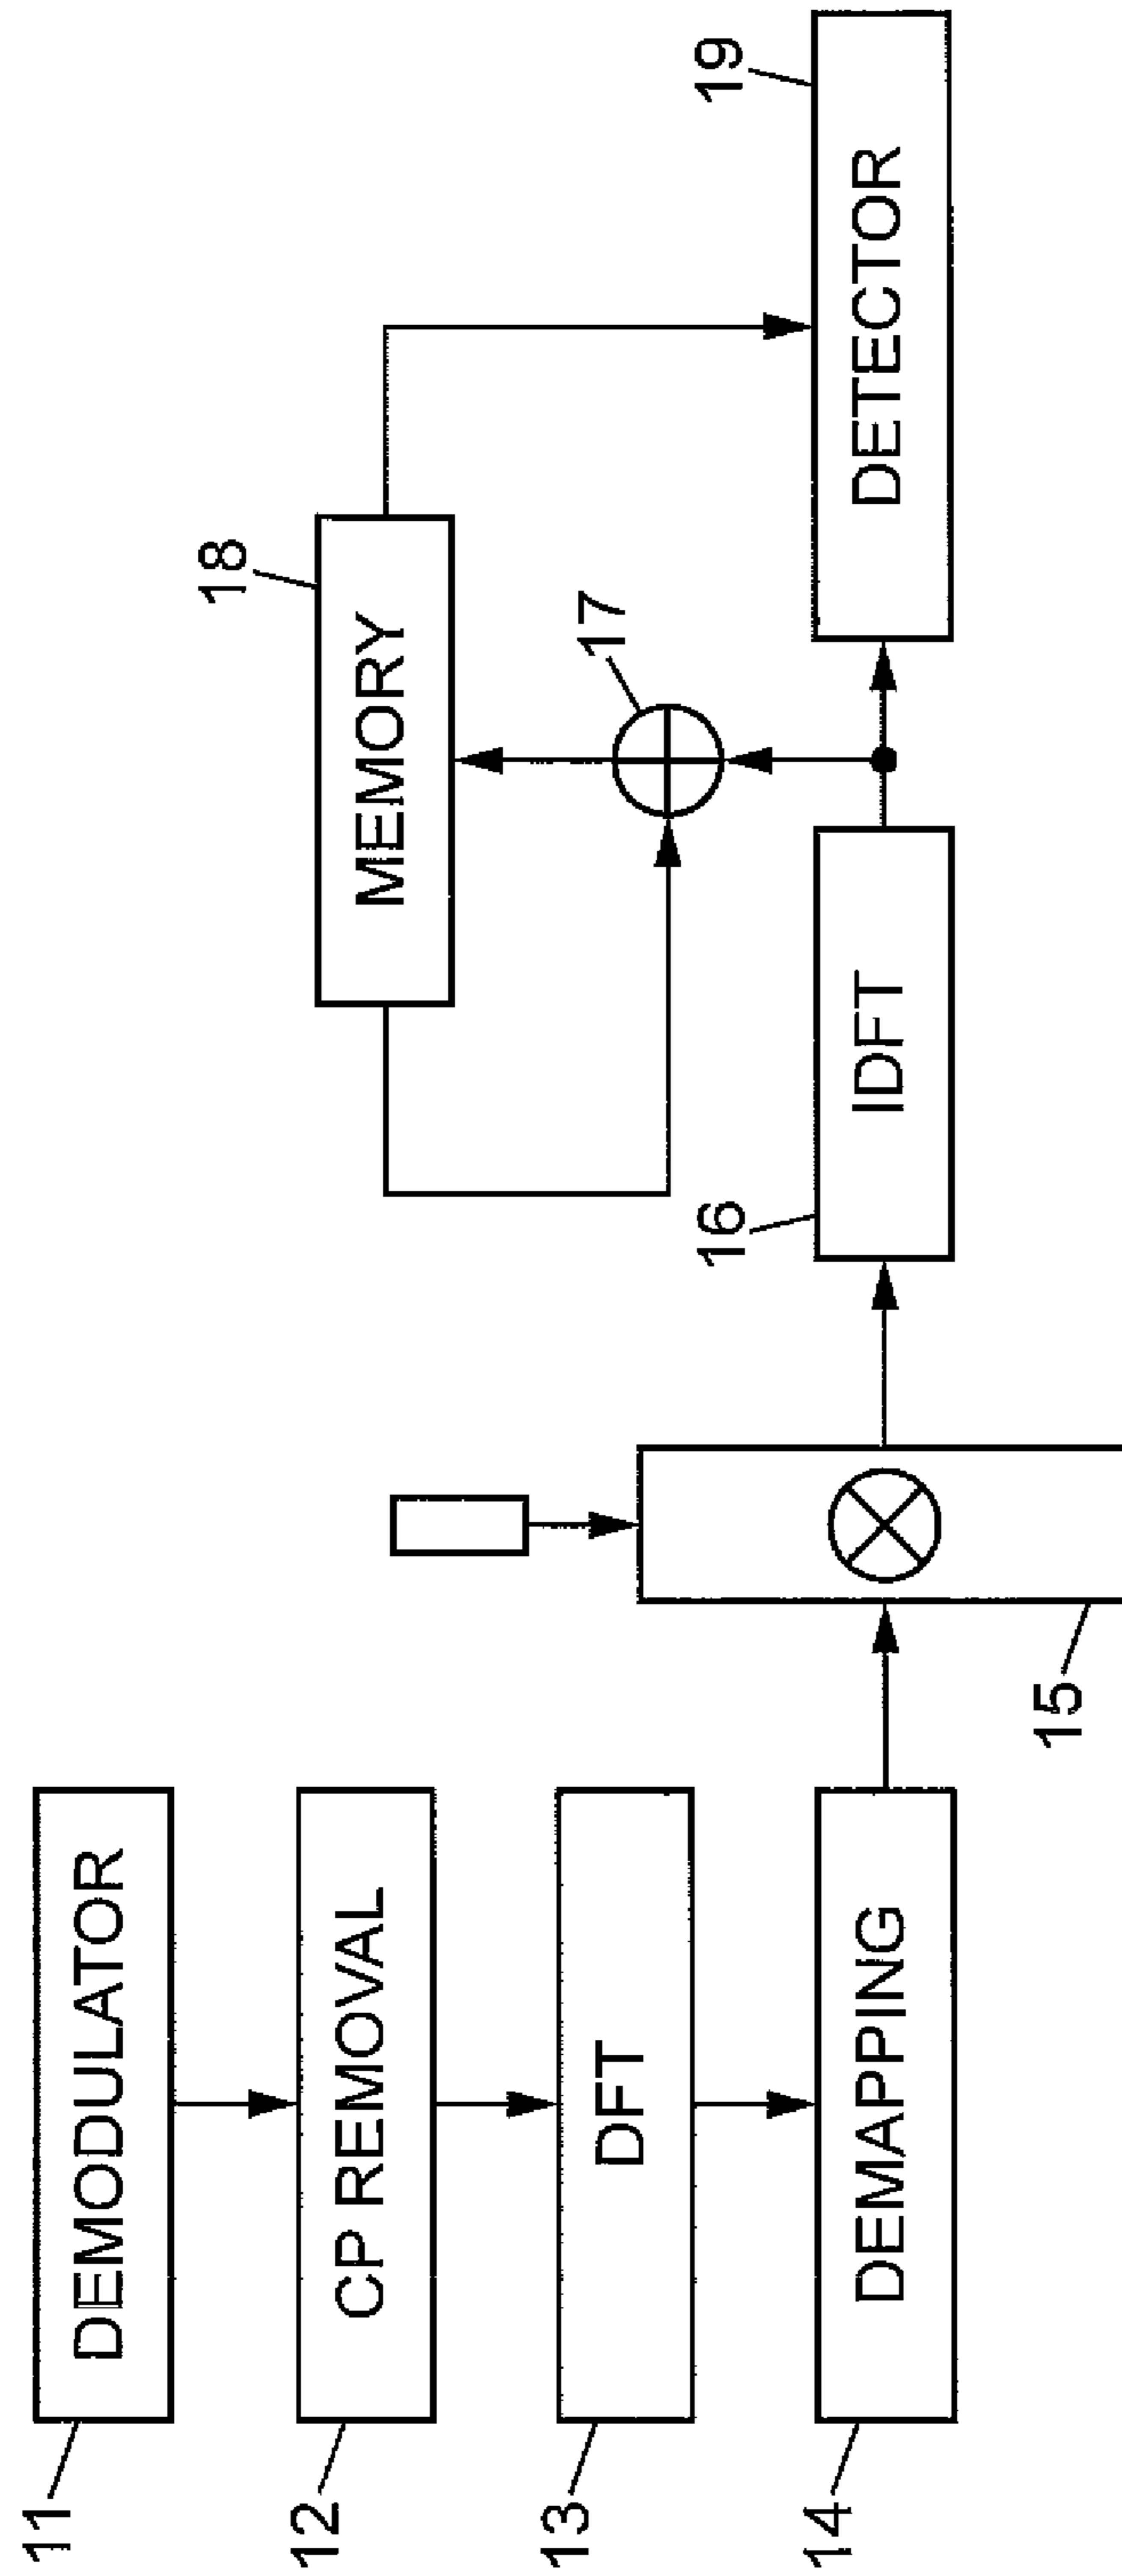 11
DEMODULATOR
12
CP REMOVAL
13
DFT
14
DEMAPPING
15
16
IDFT
17
18
MEMORY
19
DETECTOR